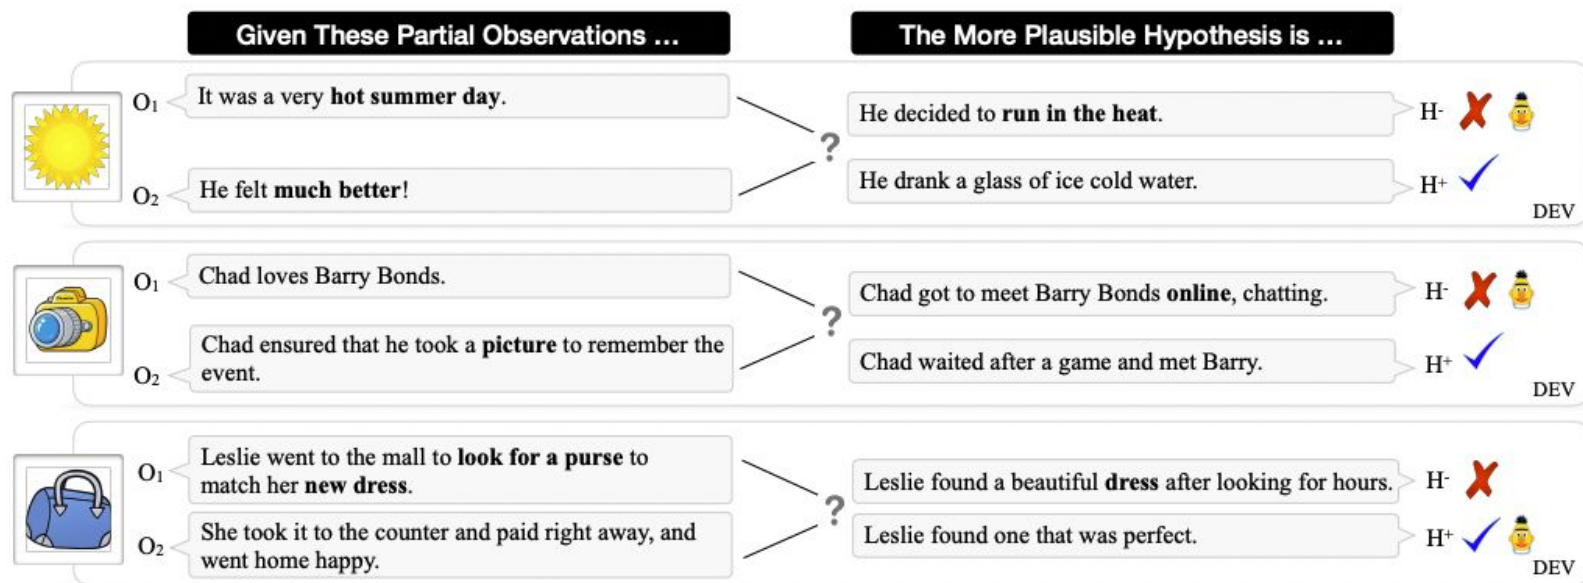 Given These Partial Observations ...
The More Plausible Hypothesis is ...
O1
It was a very hot summer day.
O2
He felt much better!
?
He decided to run in the heat.
H-
He drank a glass of ice cold water.
H+
DEV
O1
Chad loves Barry Bonds.
O2
Chad ensured that he took a picture to remember the
event.
?
Chad got to meet Barry Bonds online, chatting.
H-
Chad waited after a game and met Barry.
H+
DEV
O1
Leslie went to the mall to look for a purse to
match her new dress.
O2
She took it to the counter and paid right away, and
went home happy.
?
Leslie found a beautiful dress after looking for hours.
H-
Leslie found one that was perfect.
H+
DEV